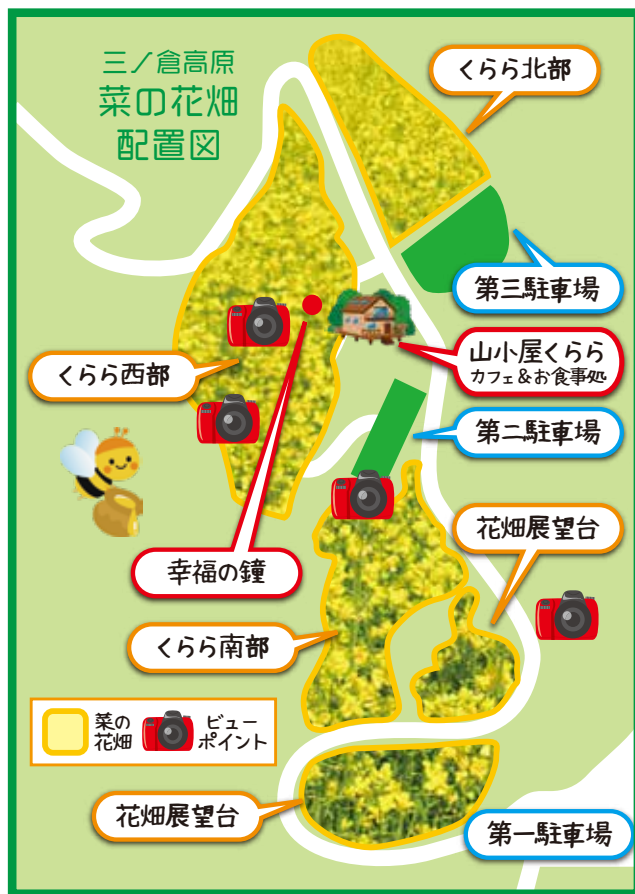 三ノ倉高原
菜の花畑
配置図
くらら北部
第三駐車場
山小屋くらら
カフェ&お食事処
くらら西部
第二駐車場
花畑展望台
幸福の鐘
くらら南部
菜の
花畑
ビュー
ポイント
花畑展望台
第一駐車場